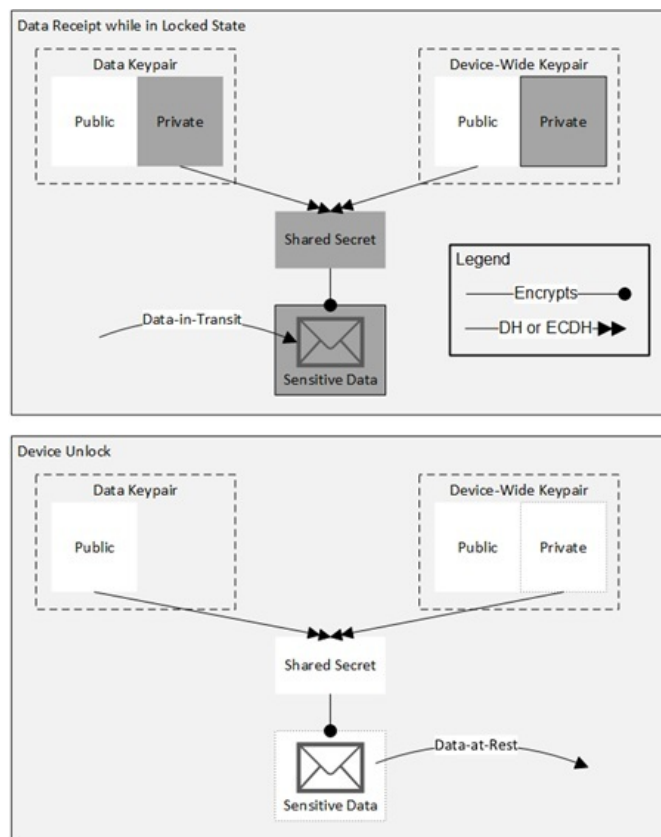 Data Receipt while in Locked State
Data Keypair
Device-Wide Keypair
Public
Private
Public
Private
Shared Secret
Legend
Encrypts
DH or ECDH
Data-in-Transit
Sensitive Data
Device Unlock
Data Keypair
Device-Wide Keypair
Public
Public
Private
Shared Secret
Data-at-Rest
Sensitive Data